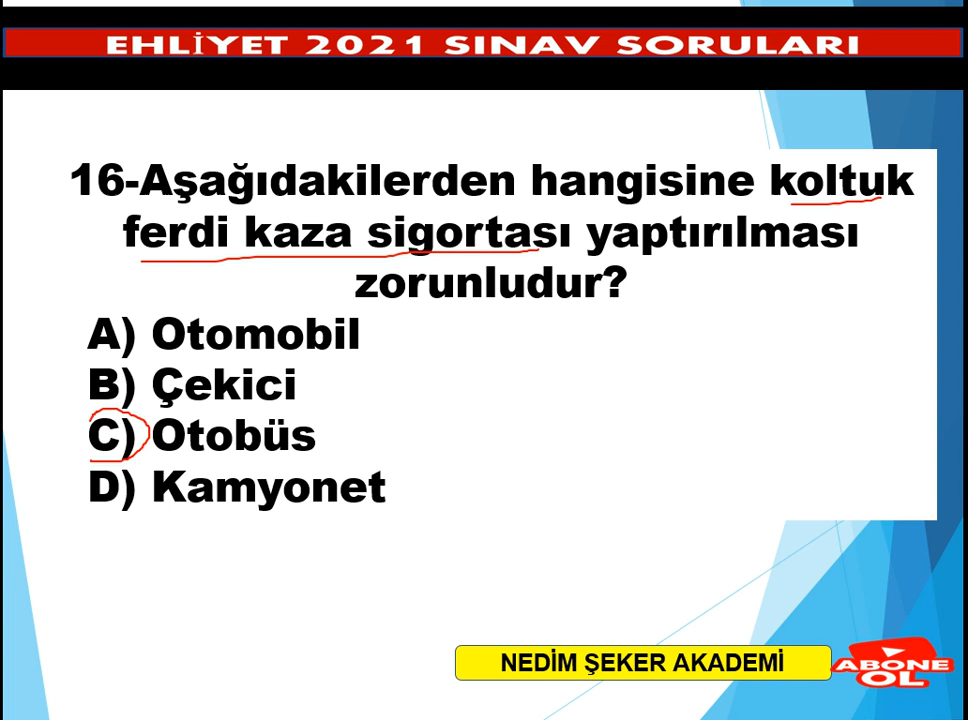 EHLİYET 2021 SINAV SORULARI
16-Aşağıdakilerden hangisine koltuk
ferdi kaza sigortası yaptırılması
zorunludur?
A) Otomobil
B) Çekici
C) Otobüs
D) Kamyonet
NEDİM ŞEKER AKADEMİ
ABONE
OL